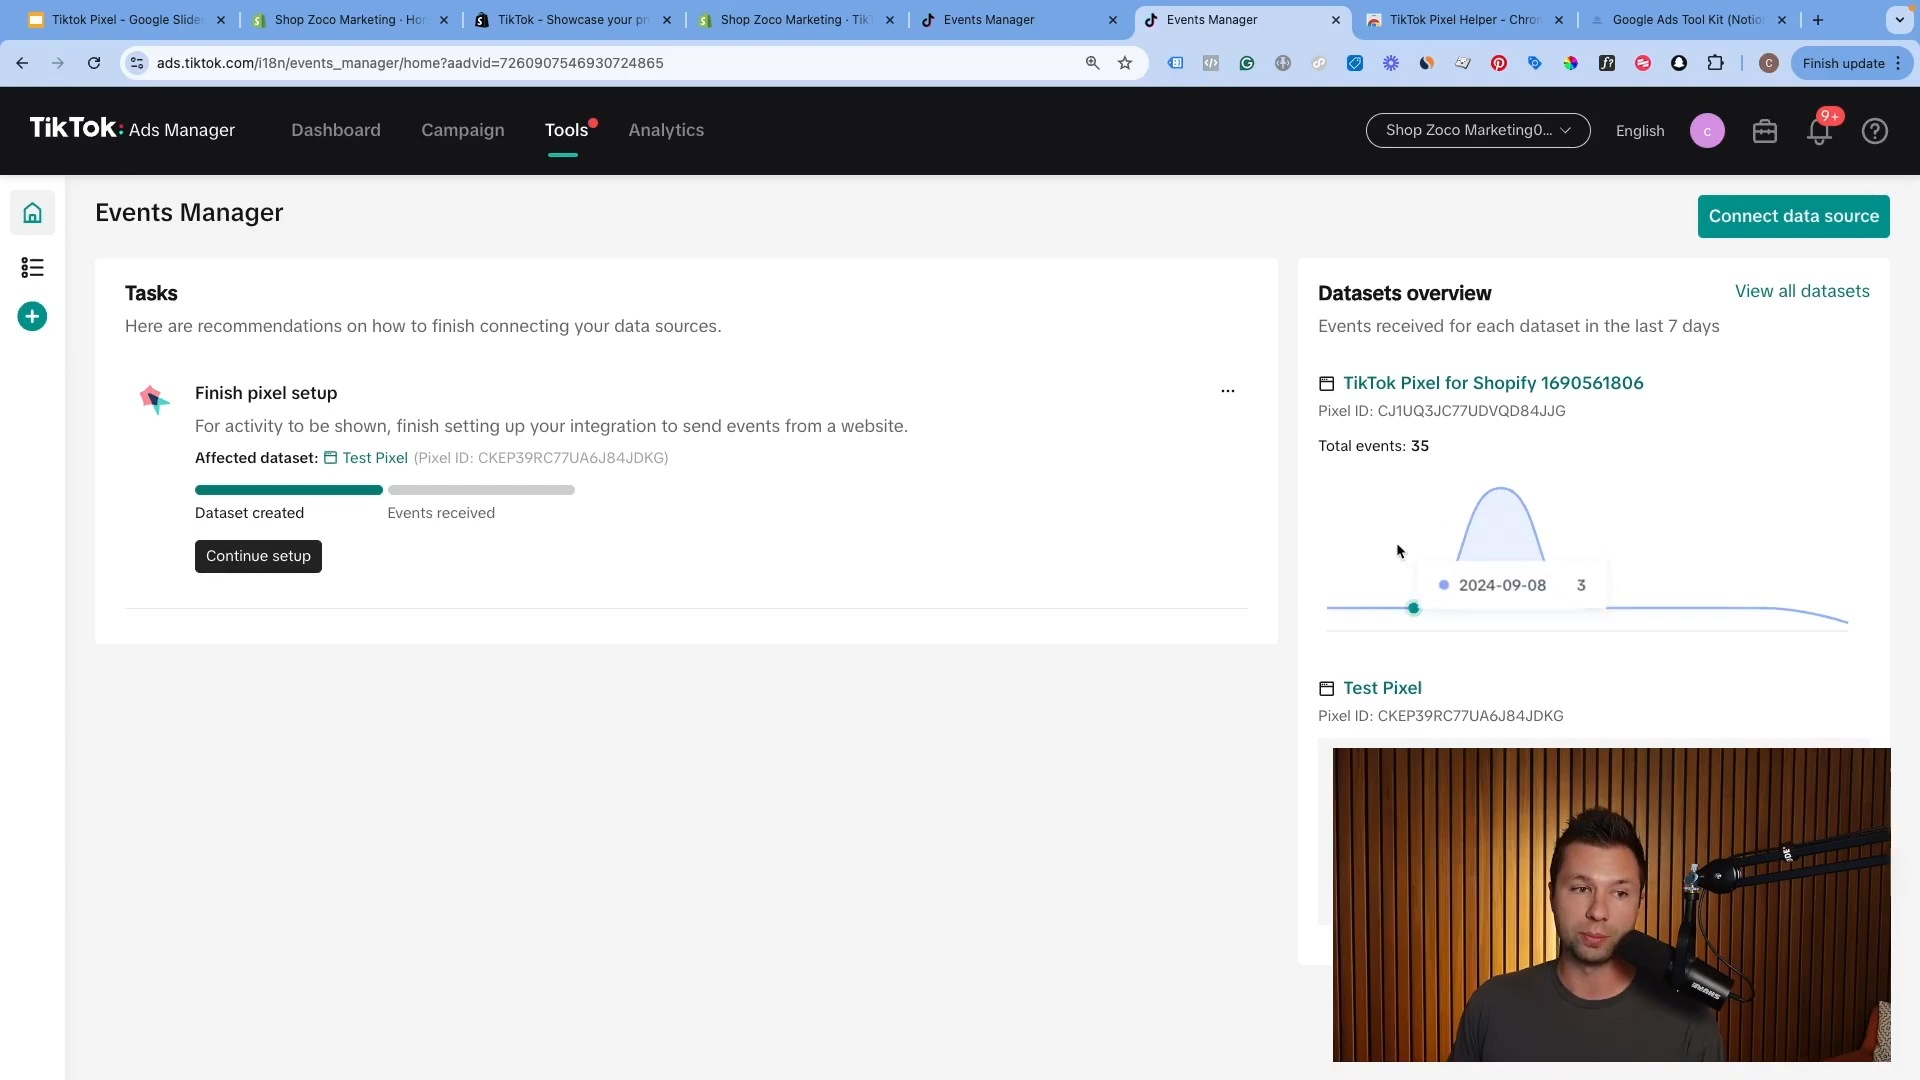 Tiktok Pixel - Google Slides
Shop Zoco Marketing · Hom
TikTok - Showcase your pr
Shop Zoco Marketing · TikT
Events Manager
Events Manager
TikTok Pixel Helper - Chrom
Google Ads Tool Kit (Notion
ads.tiktok.com/i18n/events_manager/home?aadvid=7260907546930724865
C
Finish update
TikTok: Ads Manager
Dashboard
Campaign
Tools
Analytics
Shop Zoco Marketing0...
English
c
9+
Events Manager
Connect data source
Tasks
Here are recommendations on how to finish connecting your data sources.
Finish pixel setup
...
For activity to be shown, finish setting up your integration to send events from a website.
Affected dataset: Test Pixel (Pixel ID: CKEP39RC77UA6J84JDKG)
Dataset created
Events received
Continue setup
Datasets overview
View all datasets
Events received for each dataset in the last 7 days
TikTok Pixel for Shopify 1690561806
Pixel ID: CJ1UQ3JC77UDVQD84JJG
Total events: 35
2024-09-08 3
Test Pixel
Pixel ID: CKEP39RC77UA6J84JDKG
SHURE